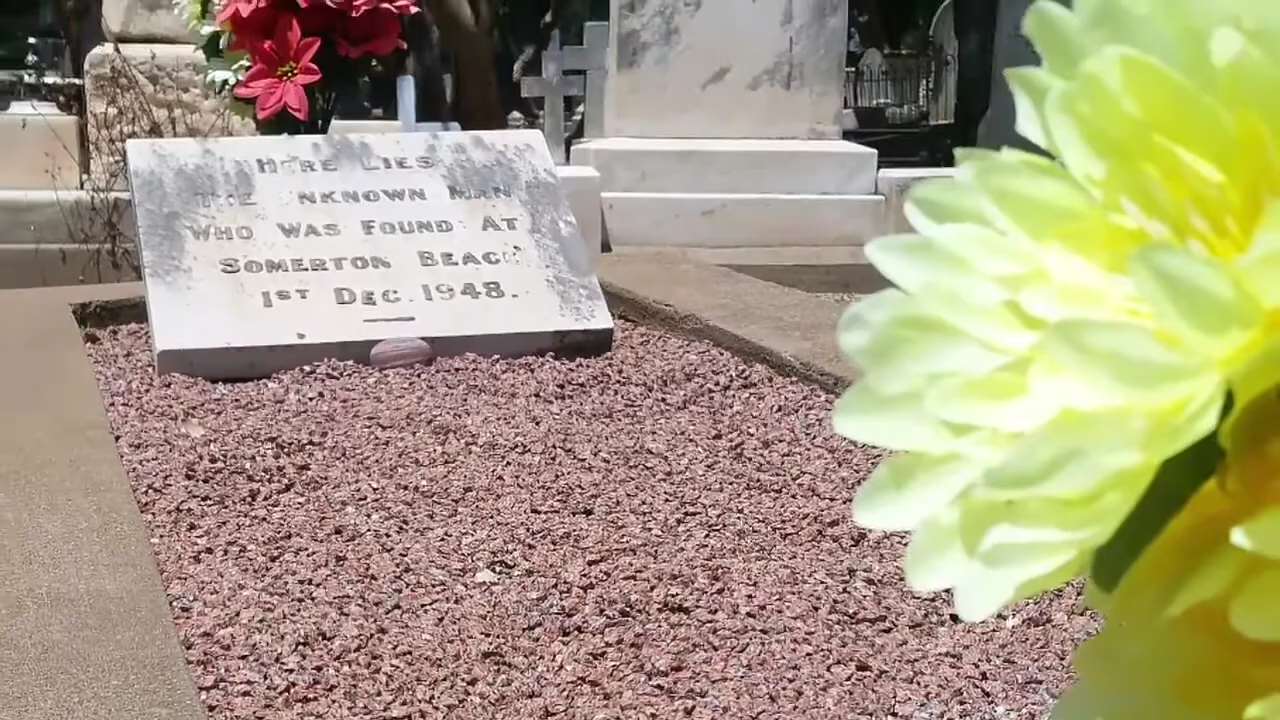 HERE LIES
THE UNKNOWN MAN
WHO WAS FOUND AT
SOMERTON BEACH
1ST DEC. 1948.